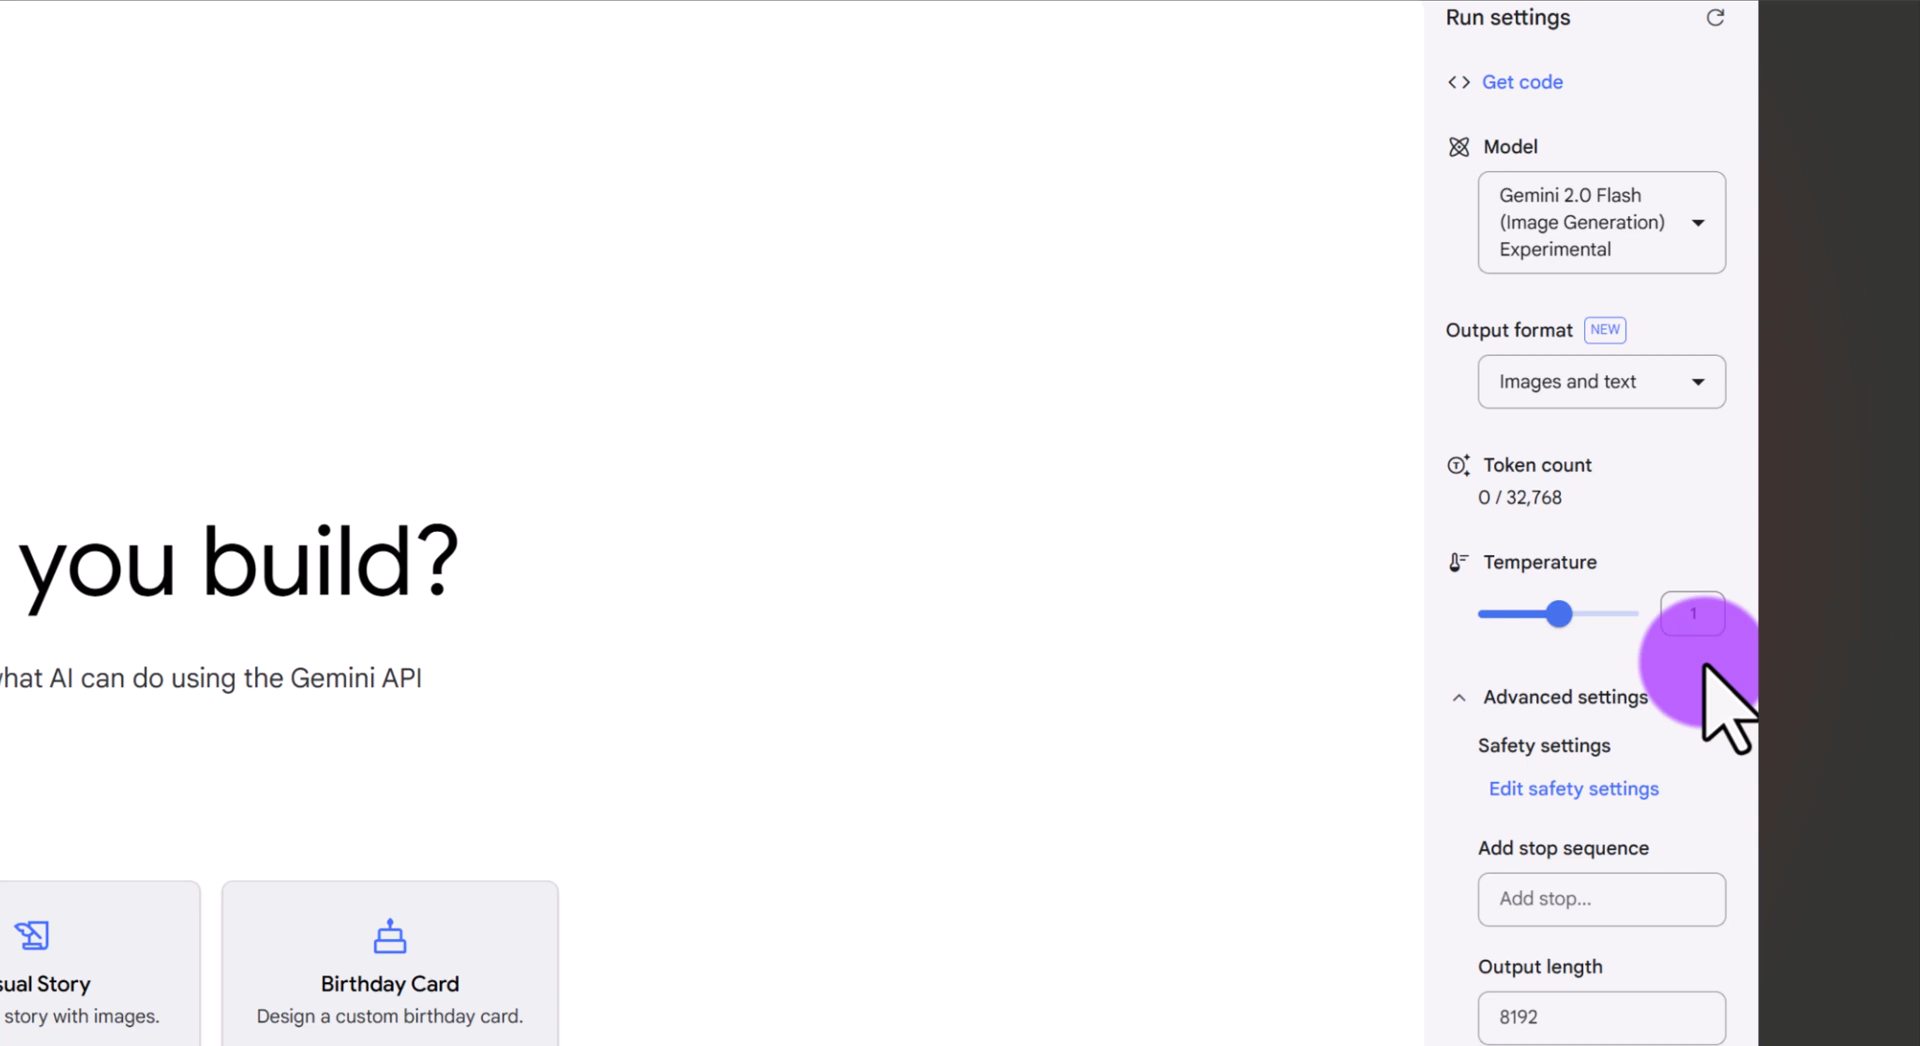 you build?
what AI can do using the Gemini API
sual Story
story with images.
Birthday Card
Design a custom birthday card.
Run settings
Get code
Model
Gemini 2.0 Flash
(Image Generation)
Experimental
Output format NEW
Images and text
Token count
0 / 32,768
Temperature
1
Advanced settings
Safety settings
Edit safety settings
Add stop sequence
Add stop...
Output length
8192